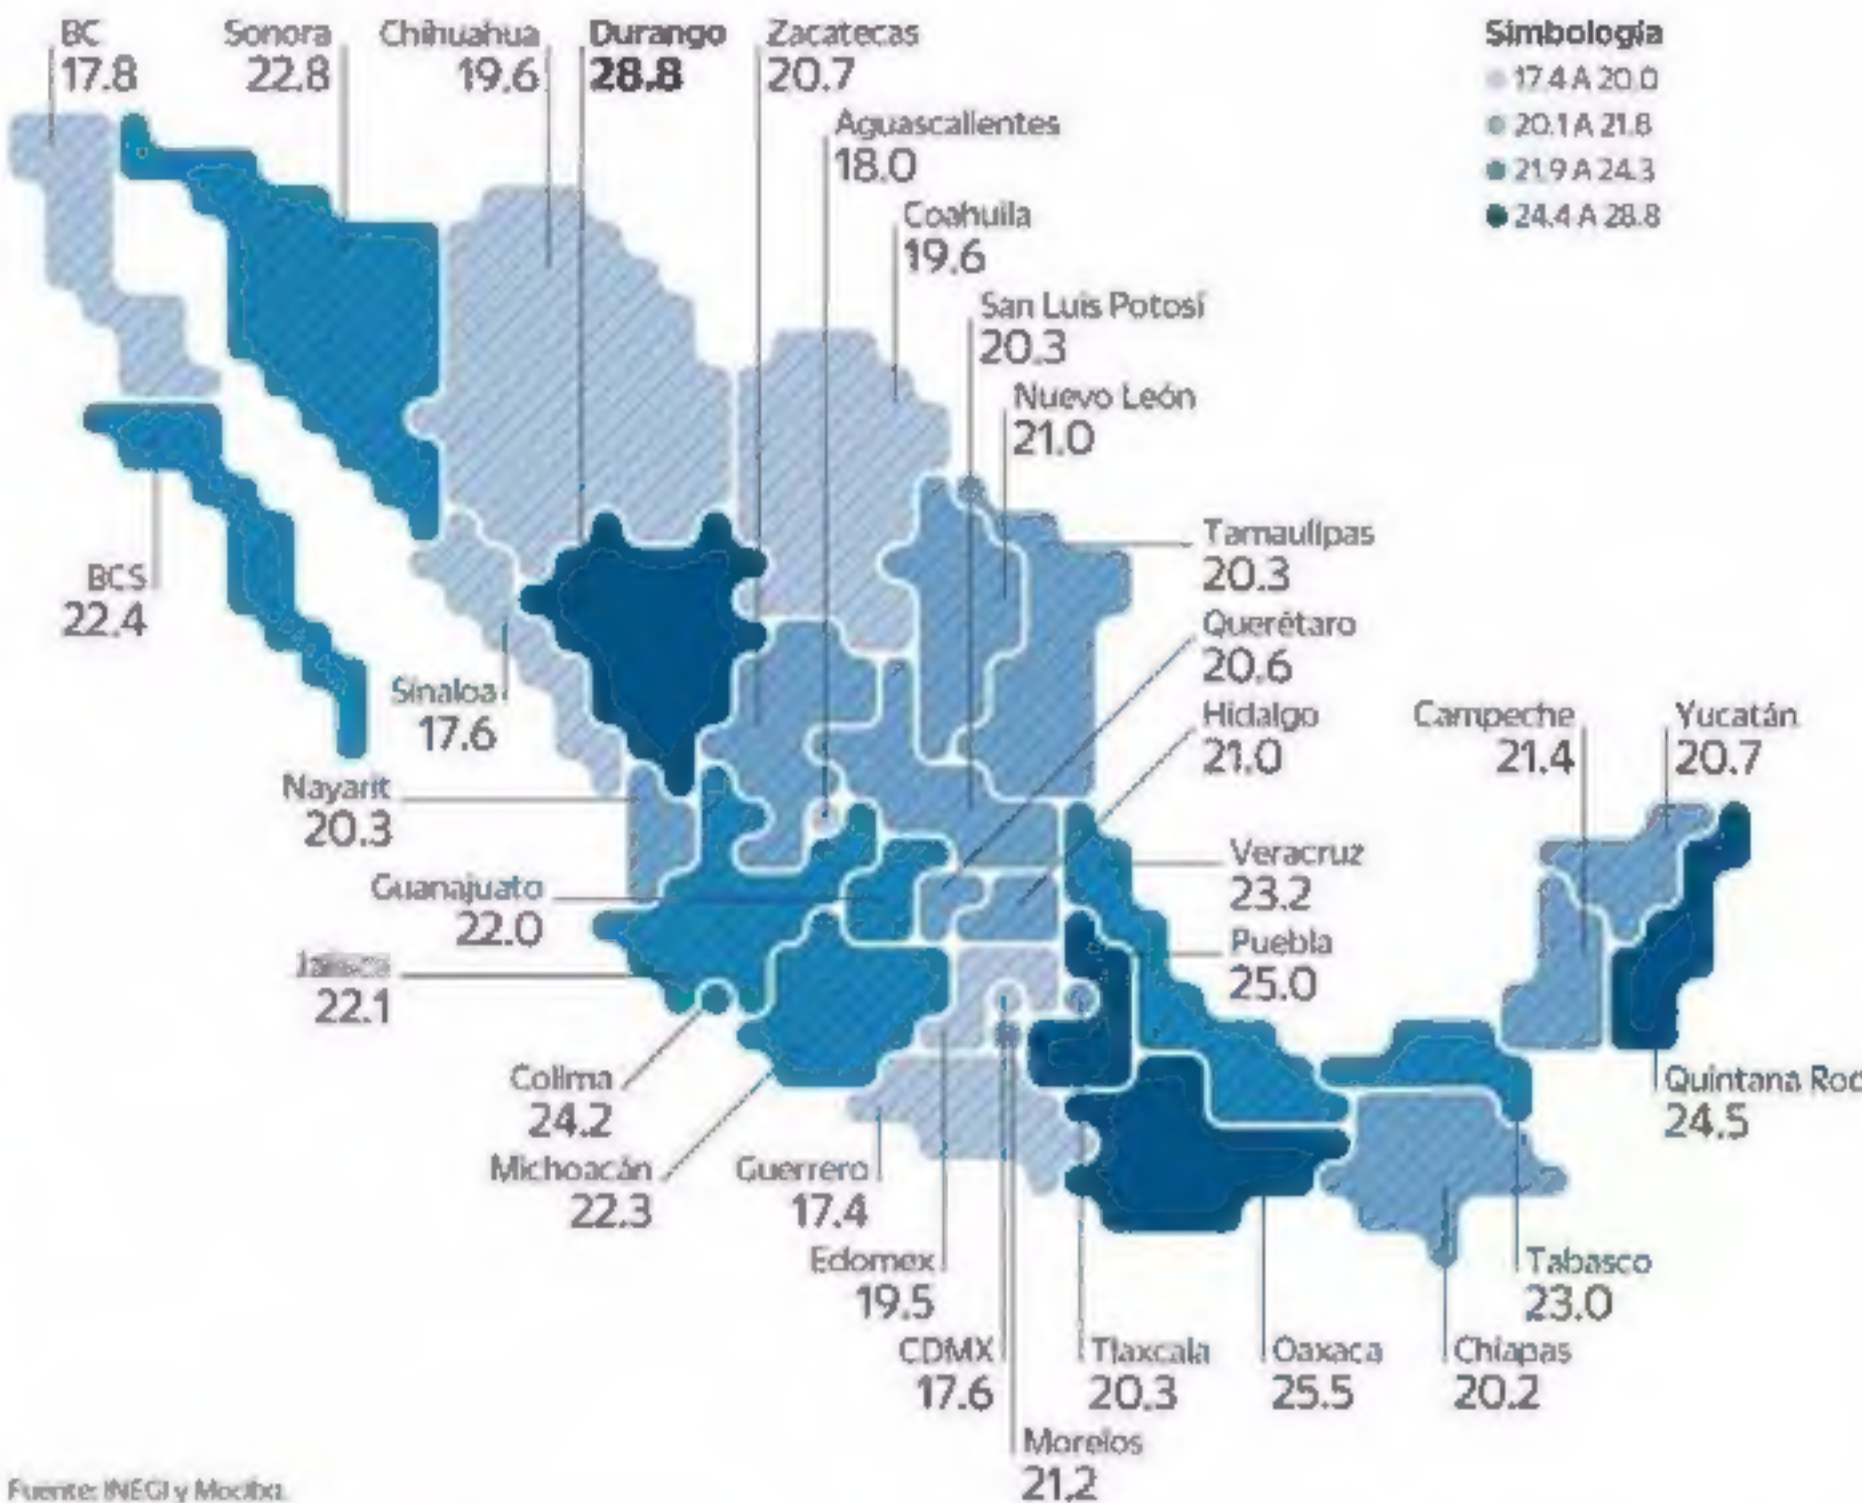 BC
17.8
Sonora
22.8
Chihuahua
19.6
Durango
28.8
Zacatecas
20.7
Aguascalientes
18.0
Coahuila
19.6
San Luis Potosí
20.3
Nuevo León
21.0
Simbología
17.4 A 20.0
20.1 A 21.8
21.9 A 24.3
24.4 A 28.8
Tamaulipas
20.3
Querétaro
20.6
Hidalgo
21.0
Campeche
21.4
Yucatán
20.7
BCS
22.4
Sinaloa
17.6
Nayarit
20.3
Guanajuato
22.0
Jalisco
22.1
Veracruz
23.2
Puebla
25.0
Colima
24.2
Michoacán
22.3
Guerrero
17.4
Edomex
19.5
CDMX
17.6
Morelos
21.2
Tlaxcala
20.3
Oaxaca
25.5
Chiapas
20.2
Tabasco
23.0
Quintana Roo
24.5
Fuente: INEGI y Mociba.